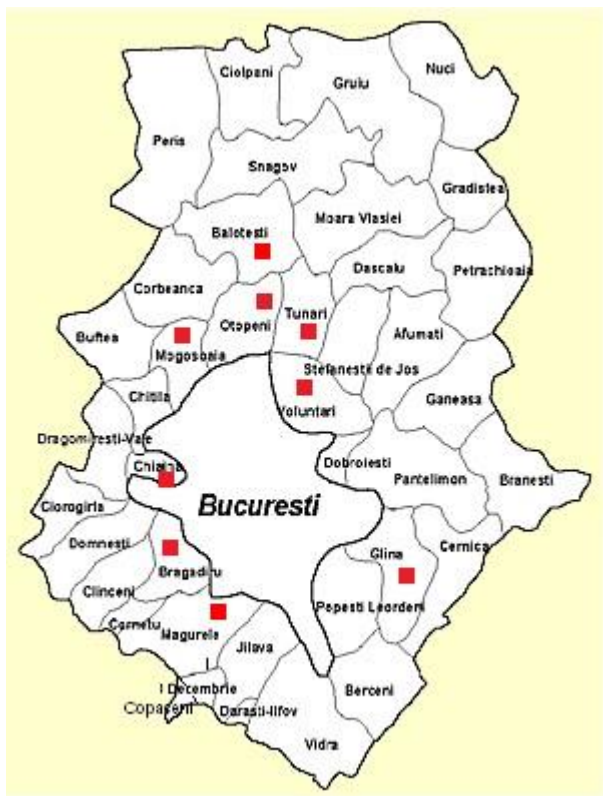 Ciolpani
Nuci
Gruiu
Peris
Snagov
Gradistea
Moara Vlasiei
Balotesti
Dascalu
Petrachioaia
Corbeanca
Tunari
Otopeni
Afumati
Buftea
Mogosoaia
Stefanestii de Jos
Chitila
Ganeasa
Voluntari
Dragomiresti-Vale
Chiajna
Dobroiesti
Pantelimon
Branesti
Bucuresti
Ciorogirla
Domnesti
Cernica
Glina
Bragadiru
Clinceni
Popesti Leordeni
Cornetu
Magurele
Jilava
I Decembrie
Berceni
Copaseni
Darasti-Ilfov
Vidra